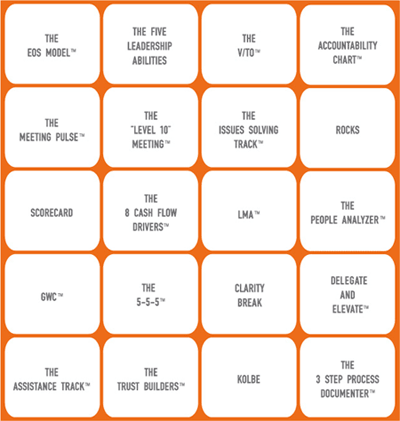 THE
EOS MODEL™
THE FIVE
LEADERSHIP
ABILITIES
THE
V/TO™
THE
ACCOUNTABILITY
CHART™
THE
MEETING PULSE™
THE
"LEVEL 10"
MEETING™
THE
ISSUES SOLVING
TRACK™
ROCKS
SCORECARD
THE
8 CASH FLOW
DRIVERS™
LMA™
THE
PEOPLE ANALYZER™
GWC™
THE
5-5-5™
CLARITY
BREAK
DELEGATE
AND
ELEVATE™
THE
ASSISTANCE TRACK™
THE
TRUST BUILDERS™
KOLBE
THE
3 STEP PROCESS
DOCUMENTER™